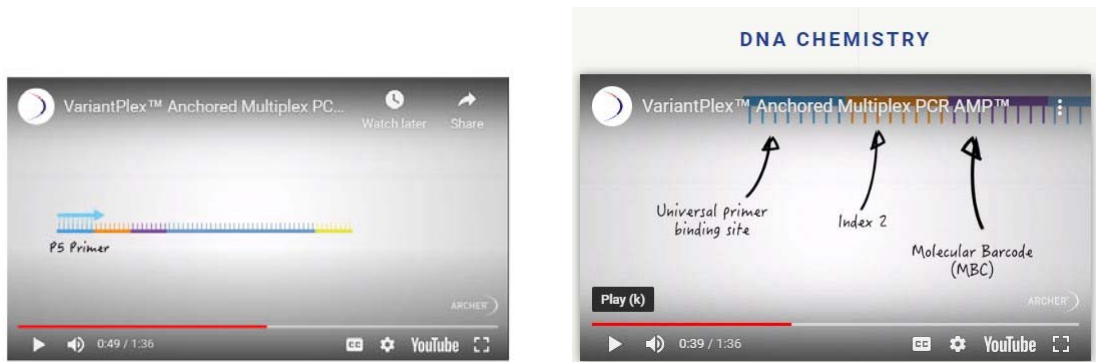 VariantPlex™ Anchored Multiplex PC...
Watch later
Share
P5 Primer
ARCHER
0:49 / 1:36
CC
YouTube
DNA CHEMISTRY
VariantPlex™ Anchored Multiplex PCR AMP™
Universal primer
binding site
Index 2
Molecular Barcode
(MBC)
Play (k)
ARCHER
0:39 / 1:36
CC
YouTube